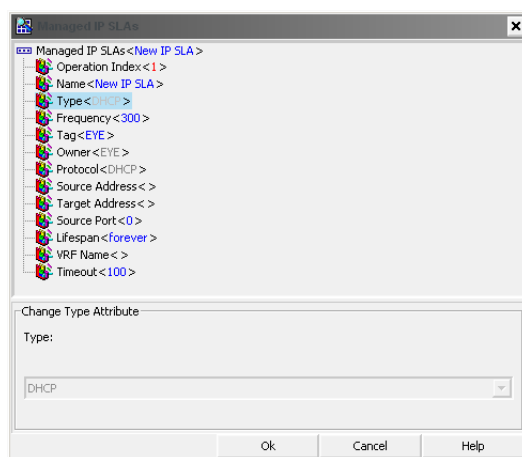 Managed IP SLAs
Managed IP SLAs<New IP SLA>
Operation Index<1>
Name<New IP SLA>
Type<DHCP>
Frequency<300>
Tag<EYE>
Owner<EYE>
Protocol<DHCP>
Source Address< >
Target Address< >
Source Port<0>
Lifespan<forever>
VRF Name< >
Timeout<100>
Change Type Attribute
Type:
DHCP
Ok Cancel Help